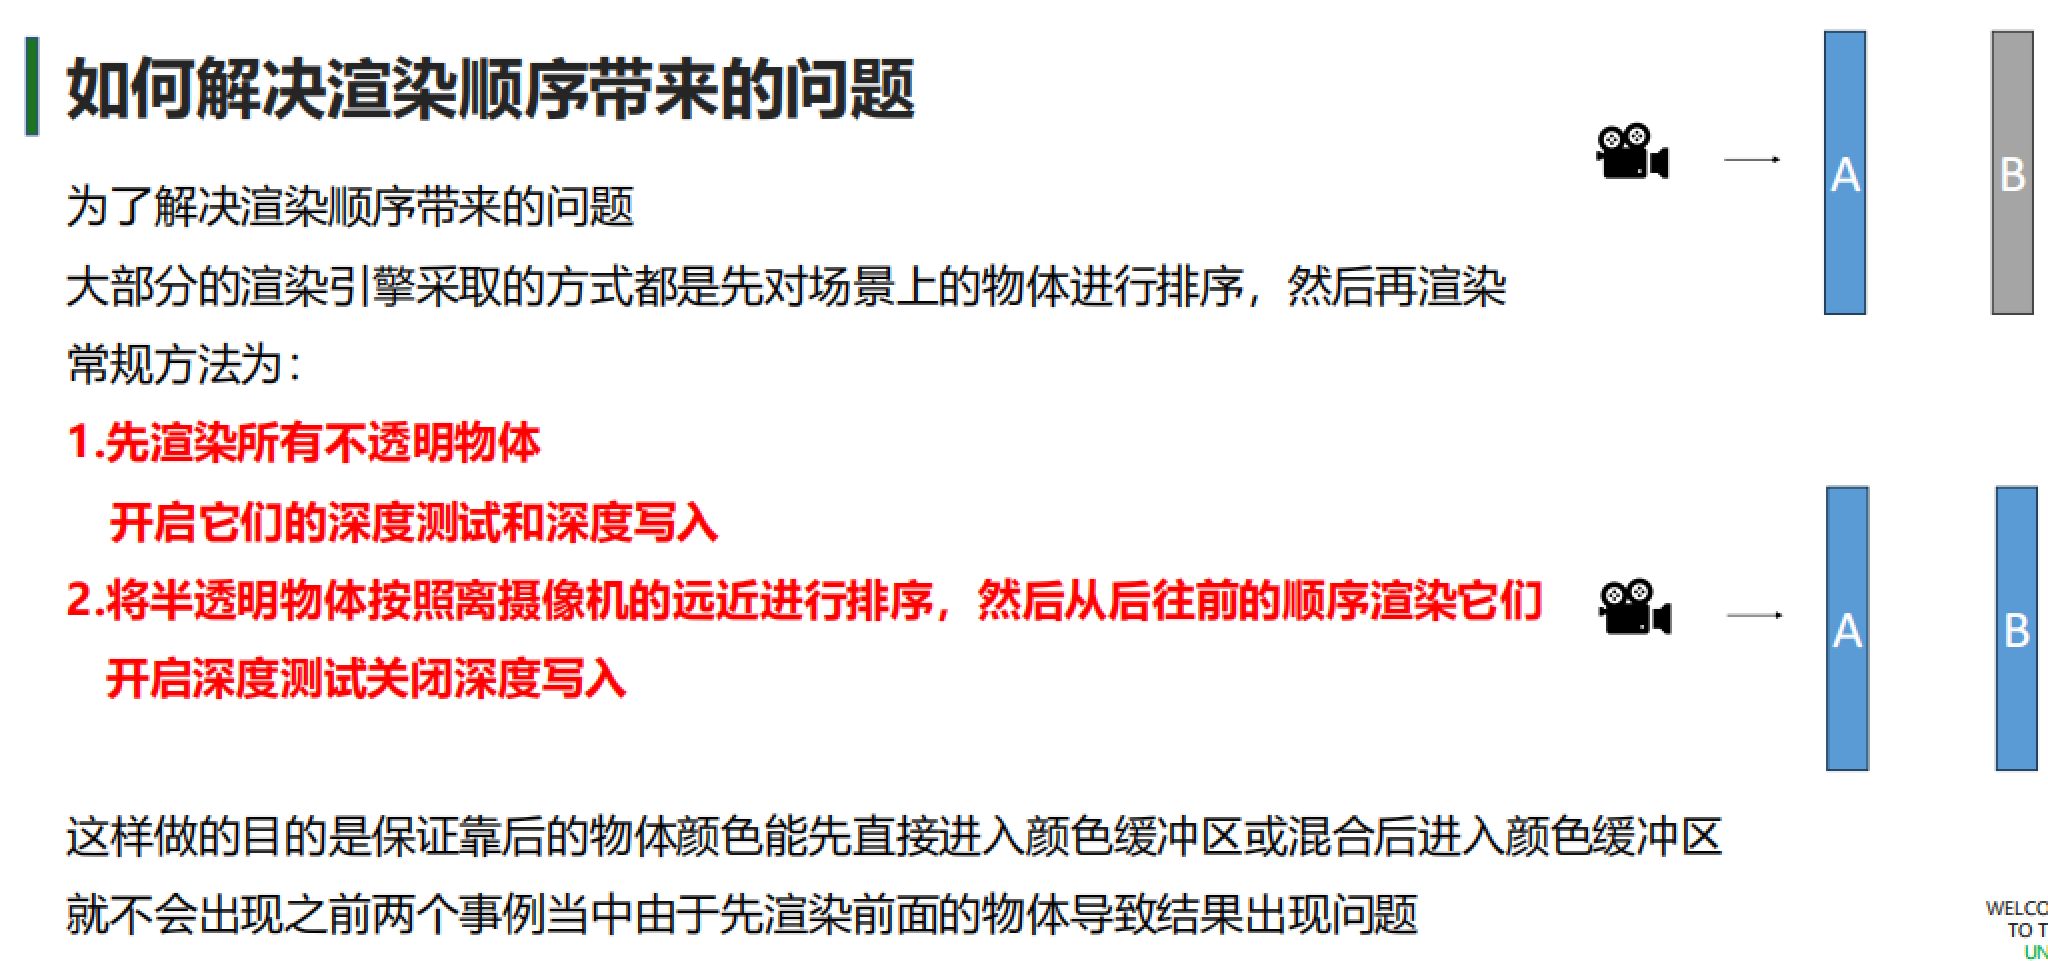 如何解决渲染顺序带来的问题
为了解决渲染顺序带来的问题
大部分的渲染引擎采取的方式都是先对场景上的物体进行排序，然后再渲染
常规方法为：
1.先渲染所有不透明物体
开启它们的深度测试和深度写入
2.将半透明物体按照离摄像机的远近进行排序，然后从后往前的顺序渲染它们
开启深度测试关闭深度写入
这样做的目的是保证靠后的物体颜色能先直接进入颜色缓冲区或混合后进入颜色缓冲区
就不会出现之前两个事例当中由于先渲染前面的物体导致结果出现问题
A
B
A
B
WELCO
TO T
UN